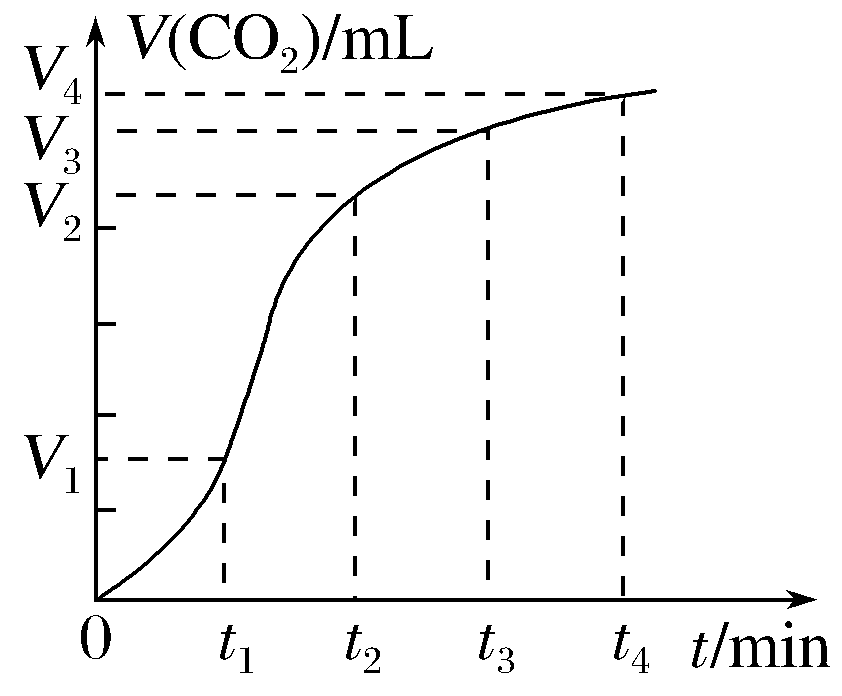 V(CO₂)/mL
V₄
V₃
V₂
V₁
0 t₁ t₂ t₃ t₄ t/min